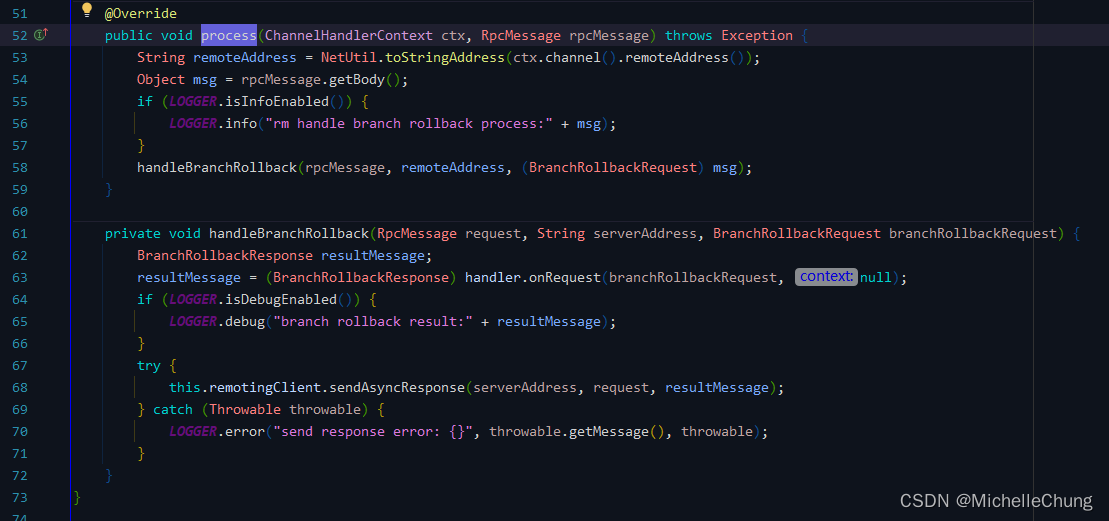 51 @Override
52 public void process(ChannelHandlerContext ctx, RpcMessage rpcMessage) throws Exception {
53 String remoteAddress = NetUtil.toStringAddress(ctx.channel().remoteAddress());
54 Object msg = rpcMessage.getBody();
55 if (LOGGER.isInfoEnabled()) {
56 LOGGER.info("rm handle branch rollback process:" + msg);
57 }
58 handleBranchRollback(rpcMessage, remoteAddress, (BranchRollbackRequest) msg);
59 }
60
61 private void handleBranchRollback(RpcMessage request, String serverAddress, BranchRollbackRequest branchRollbackRequest) {
62 BranchRollbackResponse resultMessage;
63 resultMessage = (BranchRollbackResponse) handler.onRequest(branchRollbackRequest, context: null);
64 if (LOGGER.isDebugEnabled()) {
65 LOGGER.debug("branch rollback result:" + resultMessage);
66 }
67 try {
68 this.remotingClient.sendAsyncResponse(serverAddress, request, resultMessage);
69 } catch (Throwable throwable) {
70 LOGGER.error("send response error: {}", throwable.getMessage(), throwable);
71 }
72 }
73 }
74
CSDN @MichelleChung